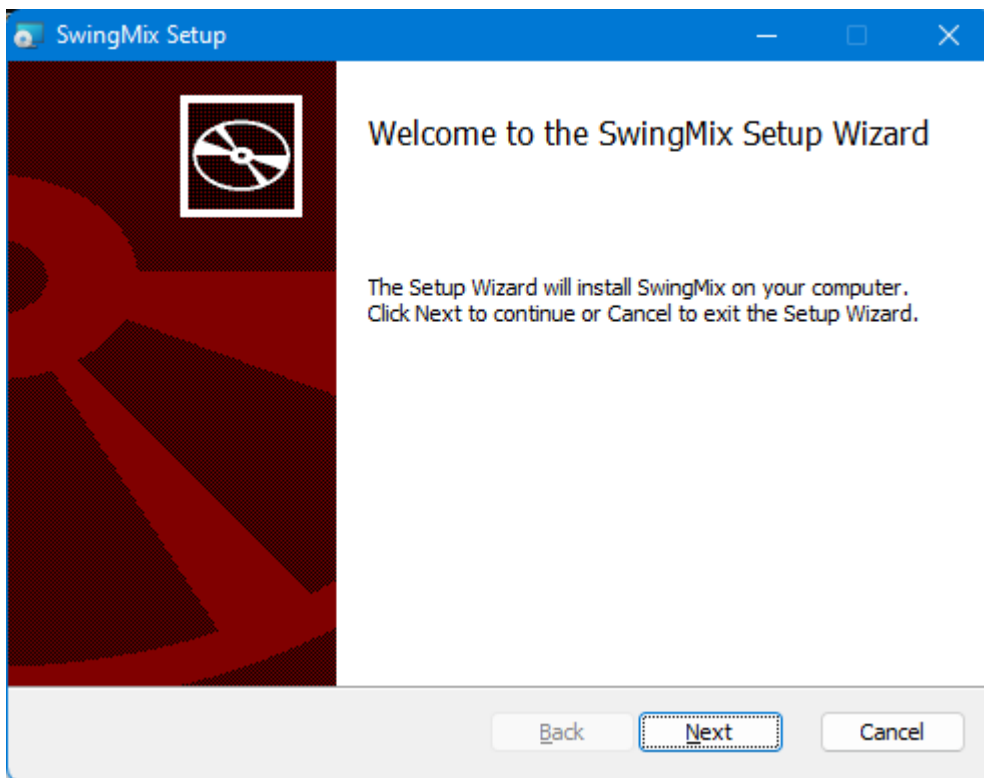 SwingMix Setup
Welcome to the SwingMix Setup Wizard
The Setup Wizard will install SwingMix on your computer.
Click Next to continue or Cancel to exit the Setup Wizard.
Back Next Cancel